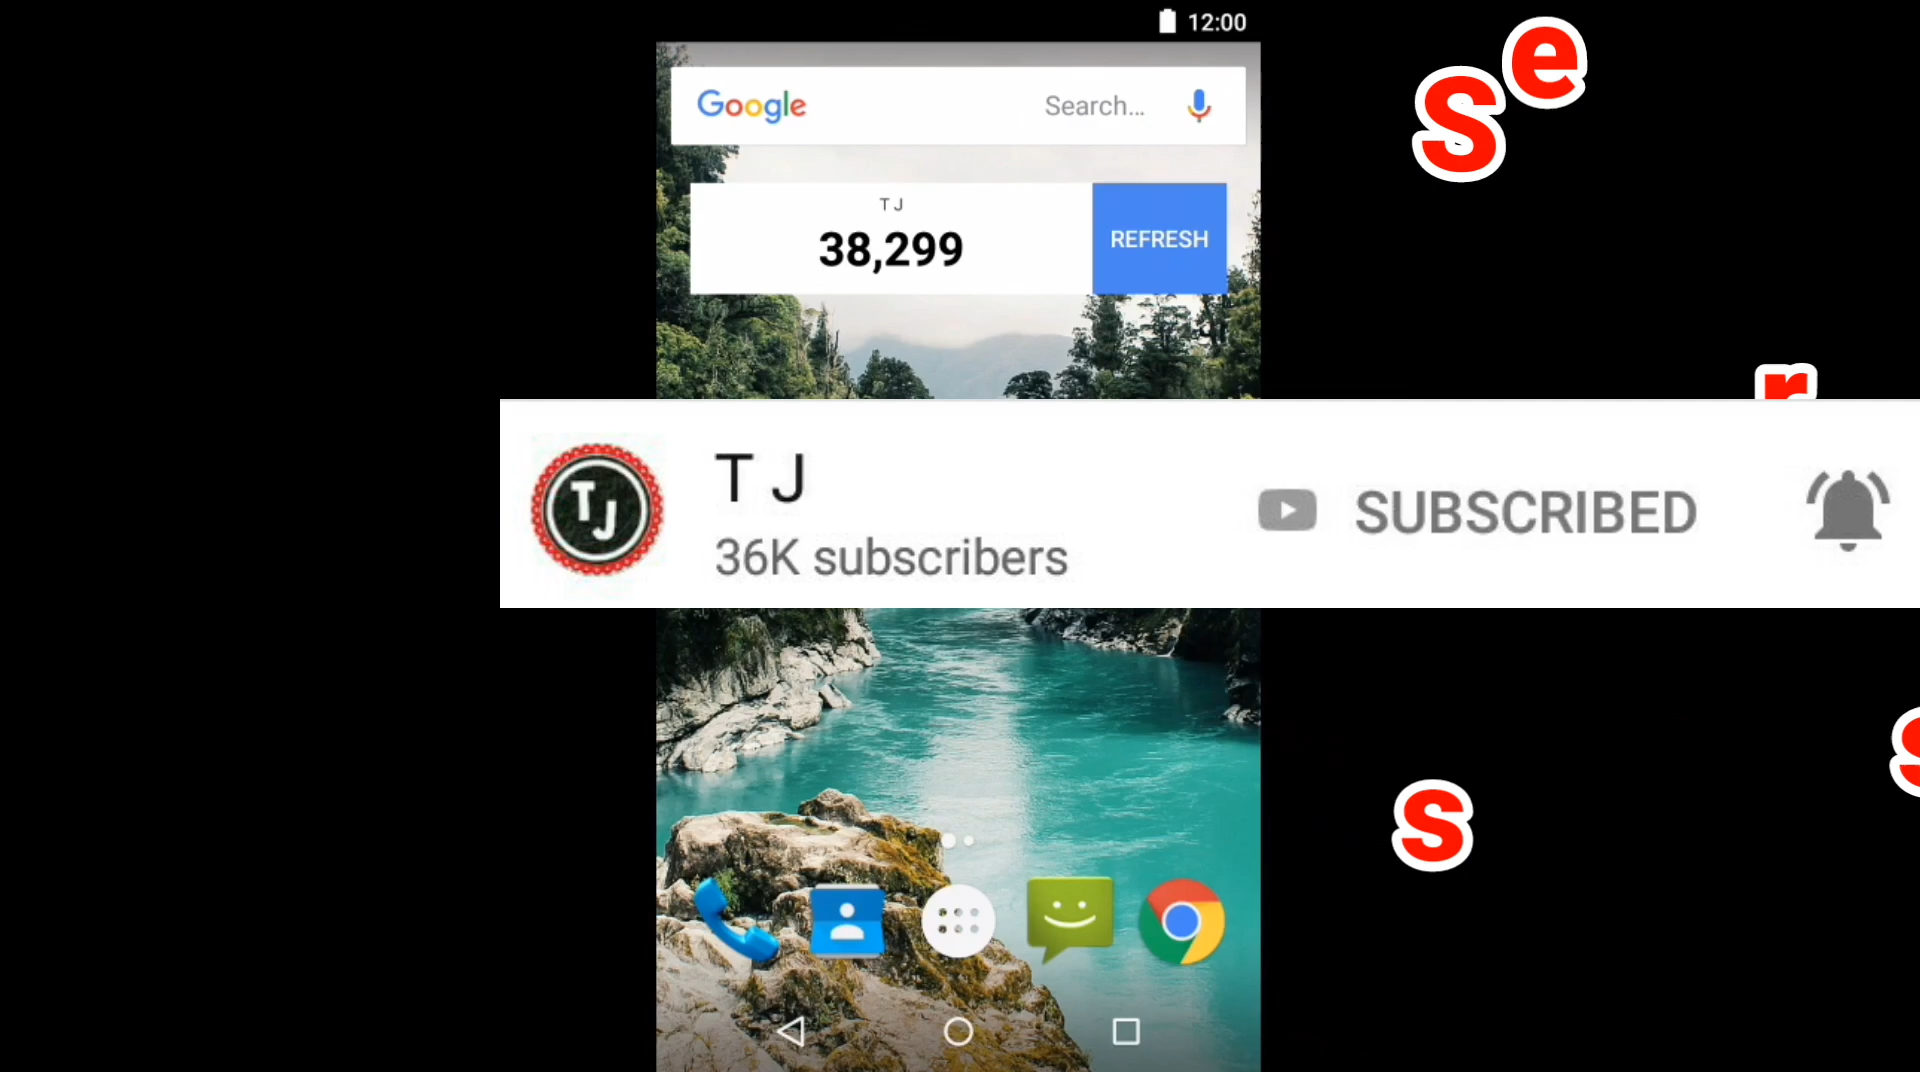 12:00
Google Search...
T J
38,299
REFRESH
s e
r
T J
T J
36K subscribers
SUBSCRIBED
s
s